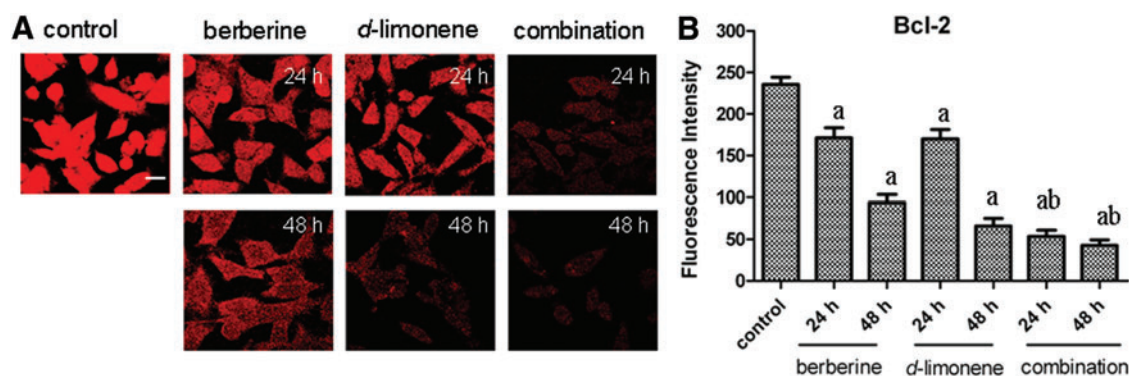 A control berberine d-limonene combination
24 h 24 h 24 h
48 h 48 h 48 h
B Bcl-2
Fluorescence Intensity
300
250
200
150
100
50
0
a a a a ab ab
control 24 h 48 h 24 h 48 h 24 h 48 h
berberine d-limonene combination